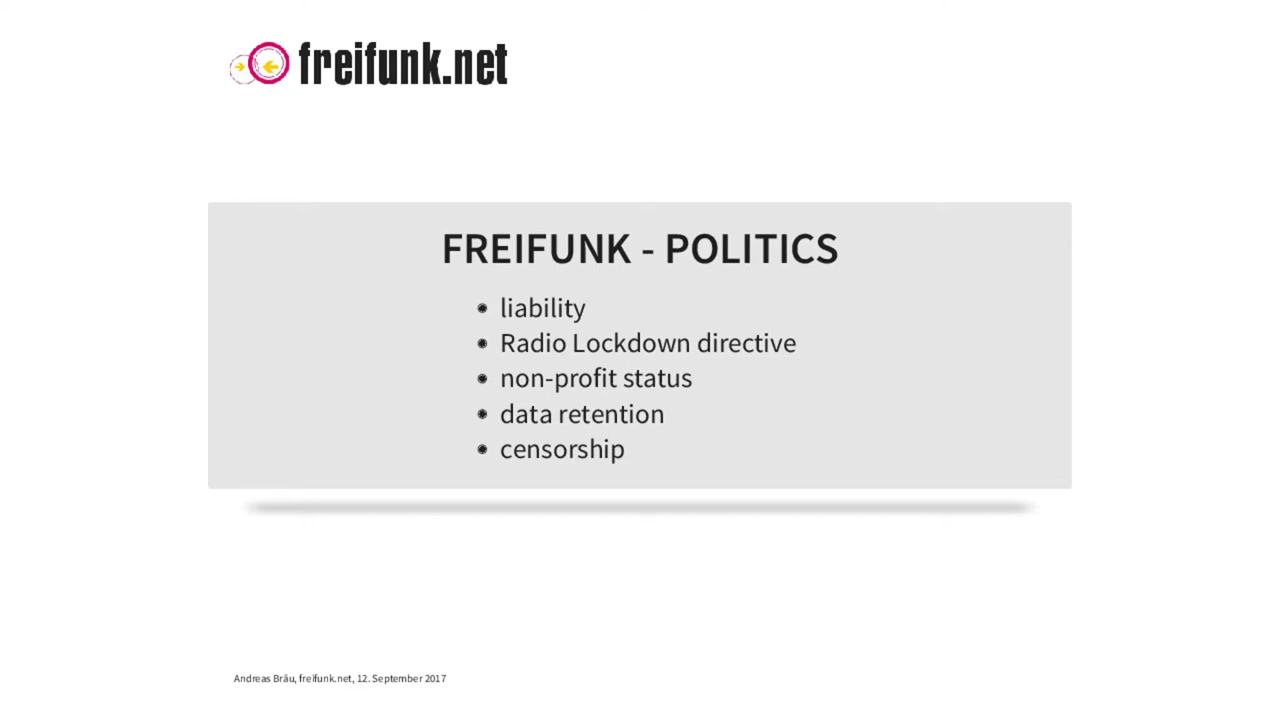 freifunk.net
FREIFUNK - POLITICS
liability
Radio Lockdown directive
non-profit status
data retention
censorship
Andreas Bräu, freifunk.net, 12. September 2017